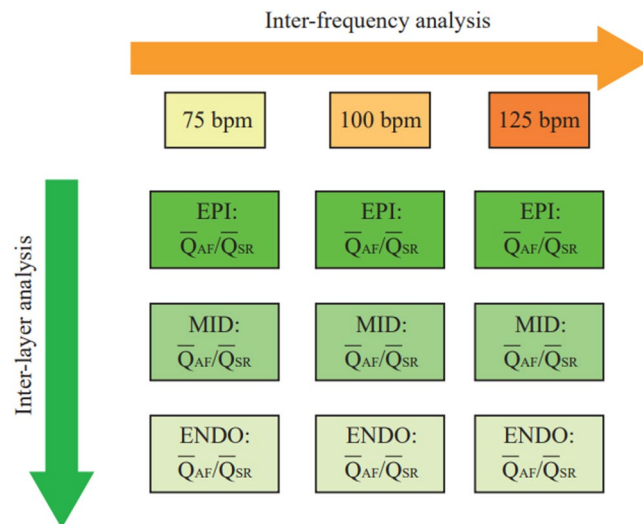 Inter-frequency analysis
75 bpm 100 bpm 125 bpm
Inter-layer analysis
EPI: EPI: EPI:
Q̅AF/Q̅SR Q̅AF/Q̅SR Q̅AF/Q̅SR
MID: MID: MID:
Q̅AF/Q̅SR Q̅AF/Q̅SR Q̅AF/Q̅SR
ENDO: ENDO: ENDO:
Q̅AF/Q̅SR Q̅AF/Q̅SR Q̅AF/Q̅SR